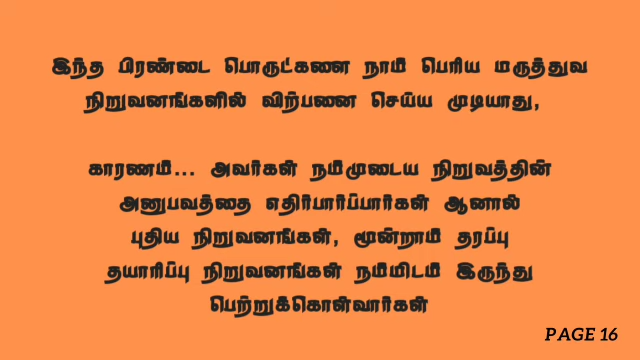 இந்த பிரண்டை பொருட்களை நாம் பெரிய மருத்துவ
நிறுவனங்களில் விற்பனை செய்ய முடியாது,
காரணம்... அவர்கள் நம்முடைய நிறுவத்தின்
அனுபவத்தை எதிர்பார்ப்பார்கள் ஆனால்
புதிய நிறுவனங்கள், மூன்றாம் தரப்பு
தயாரிப்பு நிறுவனங்கள் நம்மிடம் இருந்து
பெற்றுக்கொள்வார்கள்
PAGE 16